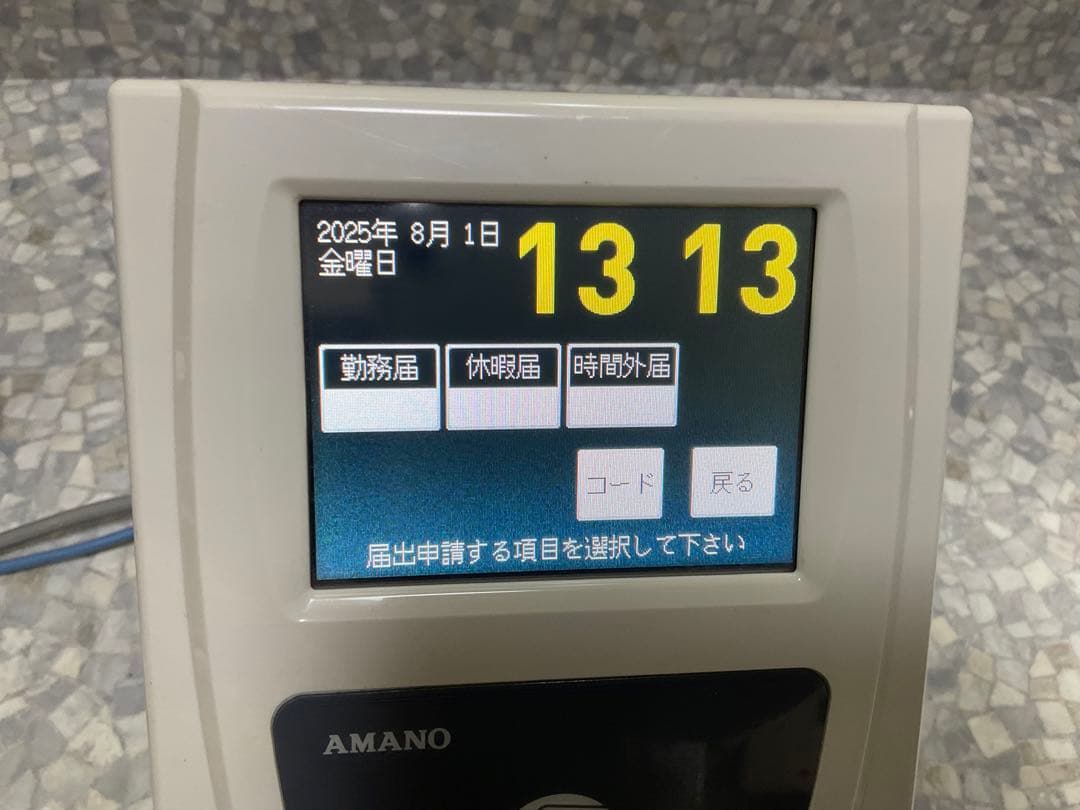 2025年 8月 1日
金曜日
13 13
勤務届 休暇届 時間外届
コード 戻る
届出申請する項目を選択して下さい
AMANO